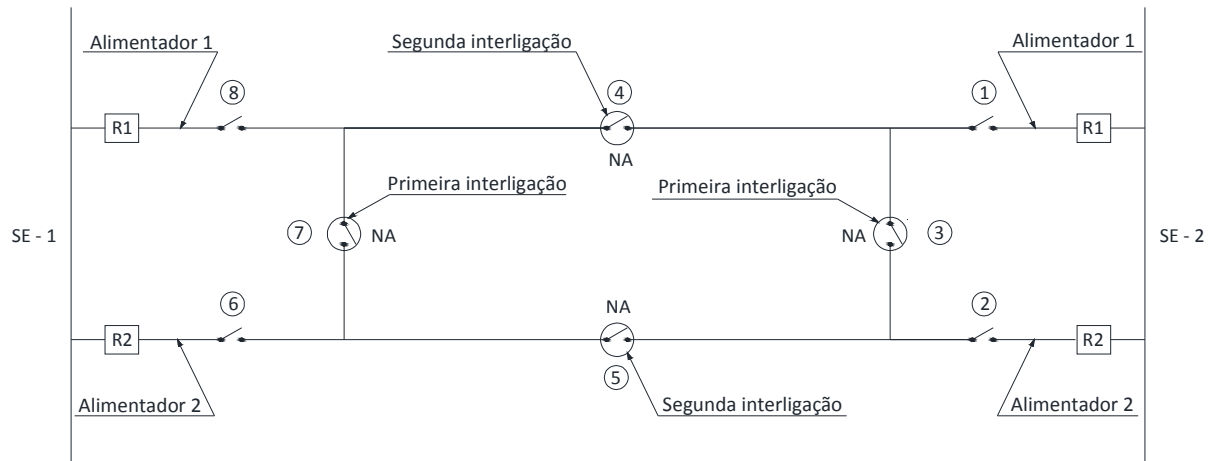 Alimentador 1
Segunda interligação
Alimentador 1
8
4
1
R1
R1
NA
Primeira interligação
Primeira interligação
SE - 1
7
NA
NA
3
SE - 2
6
NA
2
R2
R2
5
Alimentador 2
Segunda interligação
Alimentador 2